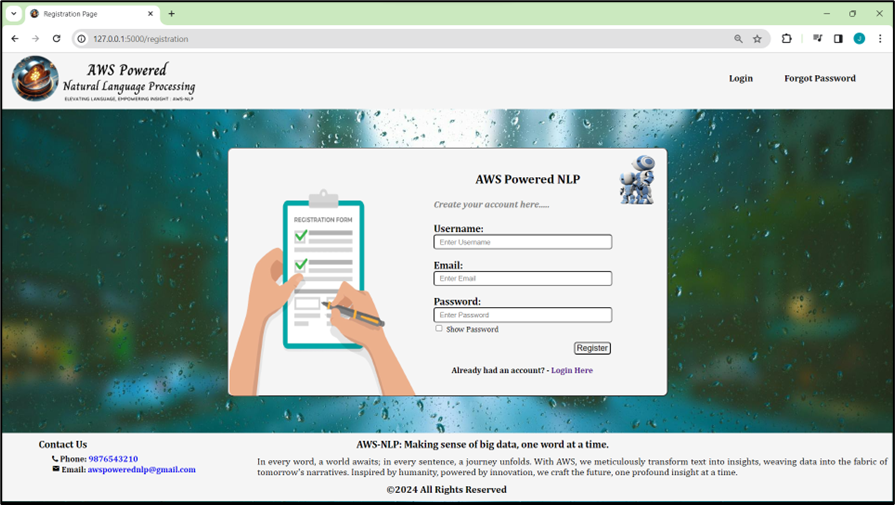 Registration Page
127.0.0.1:5000/registration
J
AWS Powered
Natural Language Processing
ELEVATING LANGUAGE, EMPOWERING INSIGHT - AWS-NLP
Login
Forgot Password
REGISTRATION FORM
AWS Powered NLP
Create your account here.....
Username:
Enter Username
Email:
Enter Email
Password:
Enter Password
Show Password
Register
Already had an account? - Login Here
Contact Us
Phone: 9876543210
Email: awspowerednlp@gmail.com
AWS-NLP: Making sense of big data, one word at a time.
In every word, a world awaits; in every sentence, a journey unfolds. With AWS, we meticulously transform text into insights, weaving data into the fabric of
tomorrow's narratives. Inspired by humanity, powered by innovation, we craft the future, one profound insight at a time.
©2024 All Rights Reserved